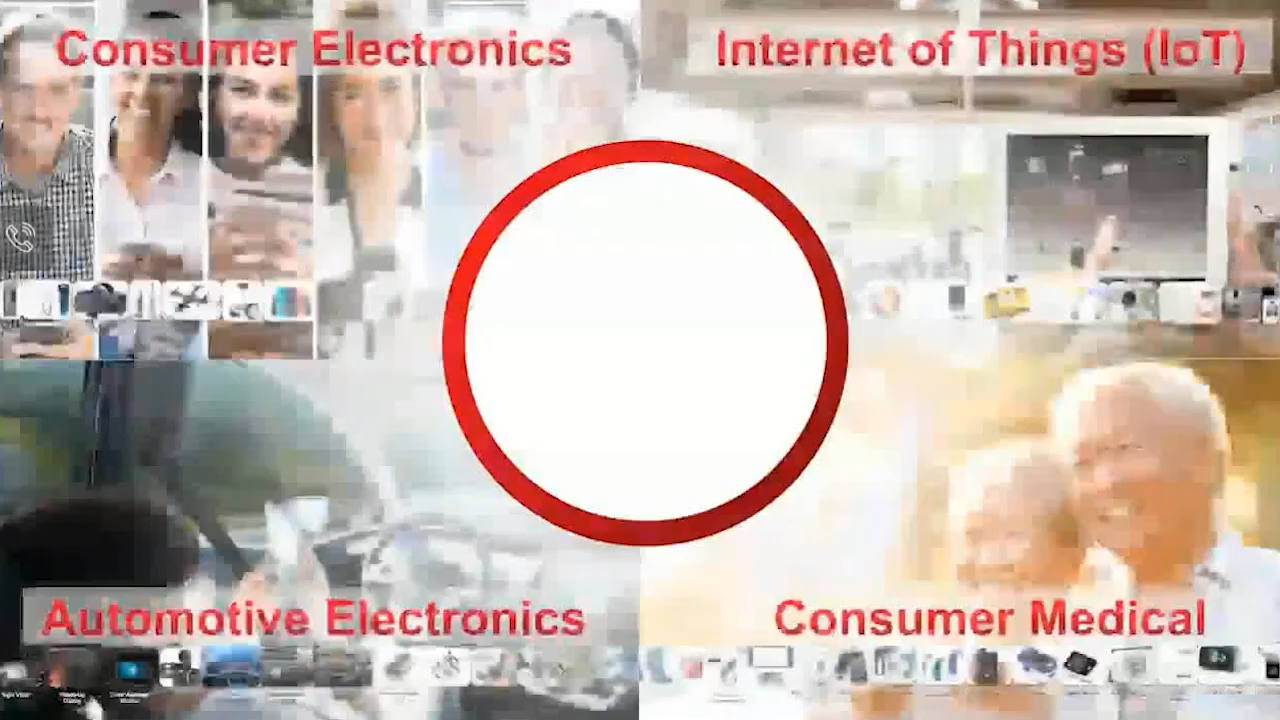 Consumer Electronics
Internet of Things (IoT)
Automotive Electronics
Consumer Medical